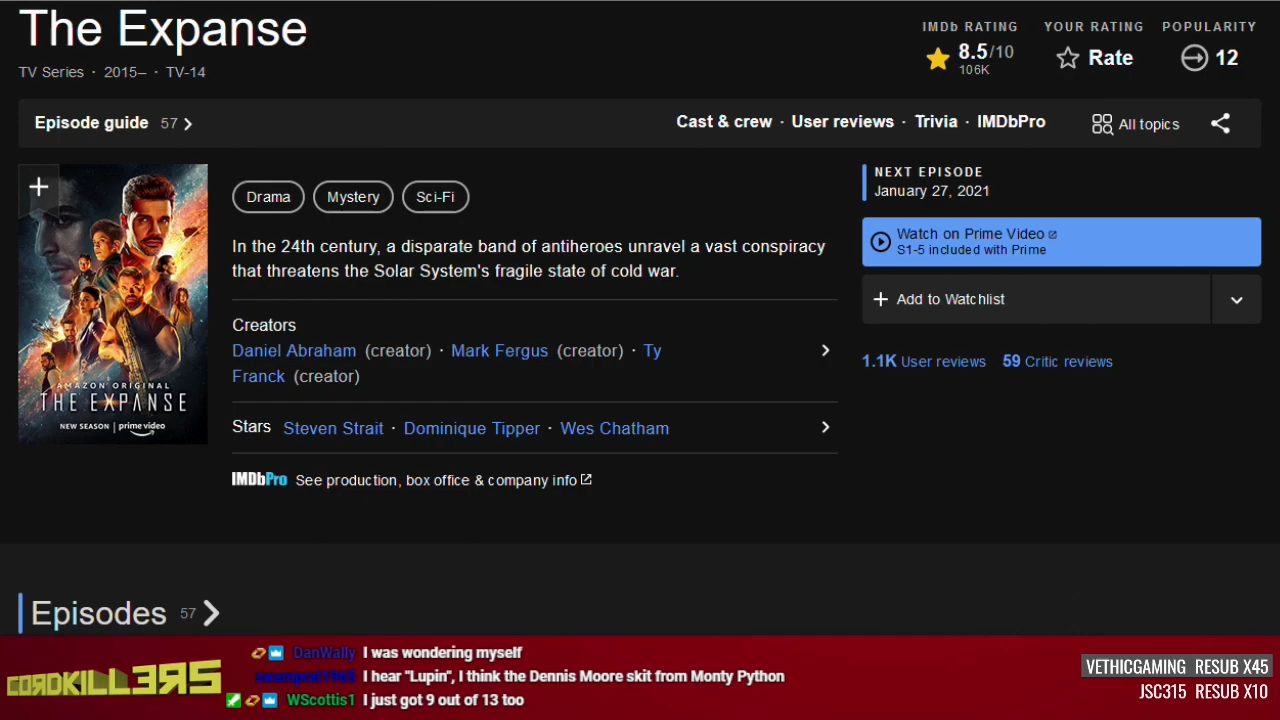 The Expanse
TV Series · 2015– · TV-14
IMDb RATING
8.5/10
106K
YOUR RATING
Rate
POPULARITY
12
Episode guide 57
Cast & crew · User reviews · Trivia · IMDbPro
All topics
AMAZON ORIGINAL
THE EXPANSE
NEW SEASON | prime video
Drama Mystery Sci-Fi
In the 24th century, a disparate band of antiheroes unravel a vast conspiracy
that threatens the Solar System's fragile state of cold war.
Creators
Daniel Abraham (creator) · Mark Fergus (creator) · Ty
Franck (creator)
Stars Steven Strait · Dominique Tipper · Wes Chatham
IMDbPro See production, box office & company info
NEXT EPISODE
January 27, 2021
Watch on Prime Video
S1-5 included with Prime
Add to Watchlist
1.1K User reviews 59 Critic reviews
Episodes 57
CORDKILLERS
DanWally I was wondering myself
I hear "Lupin", I think the Dennis Moore skit from Monty Python
WScottis1 I just got 9 out of 13 too
VETHICGAMING RESUB X45
JSC315 RESUB X10